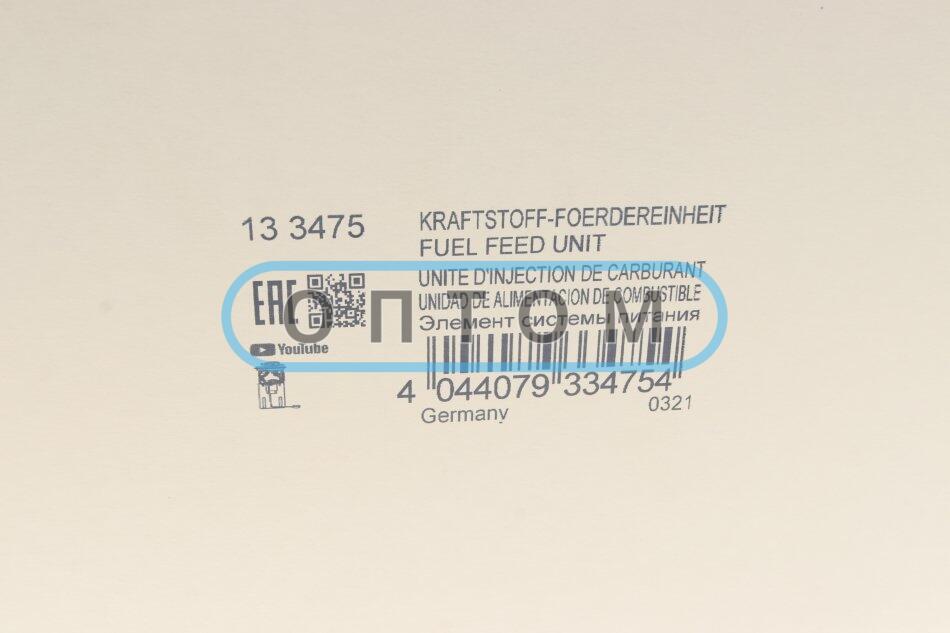 13 3475
KRAFTSTOFF-FOERDEREINHEIT
FUEL FEED UNIT
UNITE D'INJECTION DE CARBURANT
UNIDAD DE ALIMENTACION DE COMBUSTIBLE
Элемент системы питания
EAC
ОПТОМ
YouTube
4 044079 334754
Germany
0321